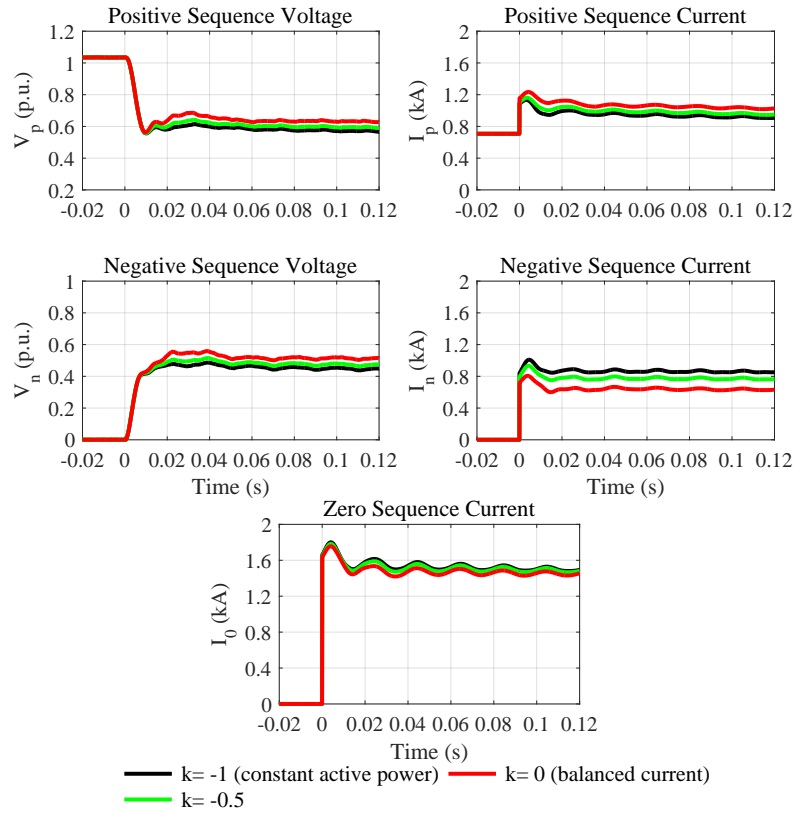 Positive Sequence Voltage
1.2
1
0.8
0.6
0.4
0.2
V_p (p.u.)
-0.02 0 0.02 0.04 0.06 0.08 0.1 0.12
Positive Sequence Current
2
1.6
1.2
0.8
0.4
0
I_p (kA)
-0.02 0 0.02 0.04 0.06 0.08 0.1 0.12
Negative Sequence Voltage
1
0.8
0.6
0.4
0.2
0
V_n (p.u.)
-0.02 0 0.02 0.04 0.06 0.08 0.1 0.12
Time (s)
Negative Sequence Current
2
1.6
1.2
0.8
0.4
0
I_n (kA)
-0.02 0 0.02 0.04 0.06 0.08 0.1 0.12
Time (s)
Zero Sequence Current
2
1.6
1.2
0.8
0.4
0
I_0 (kA)
-0.02 0 0.02 0.04 0.06 0.08 0.1 0.12
Time (s)
k= -1 (constant active power)
k= 0 (balanced current)
k= -0.5